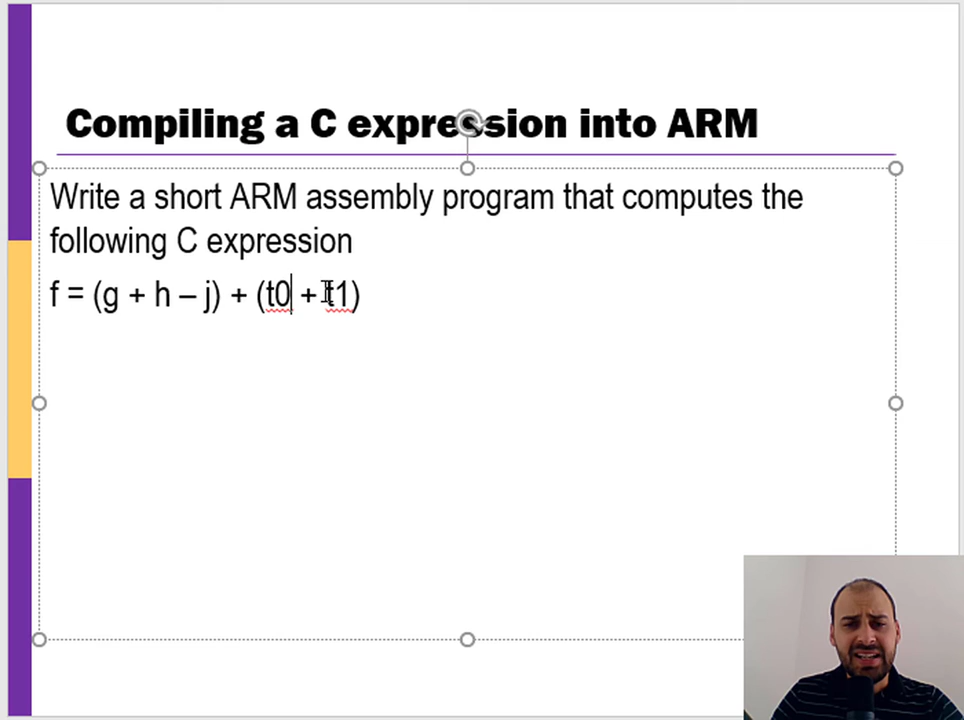 Compiling a C expression into ARM
Write a short ARM assembly program that computes the
following C expression
f = (g + h – j) + (t0 + t1)